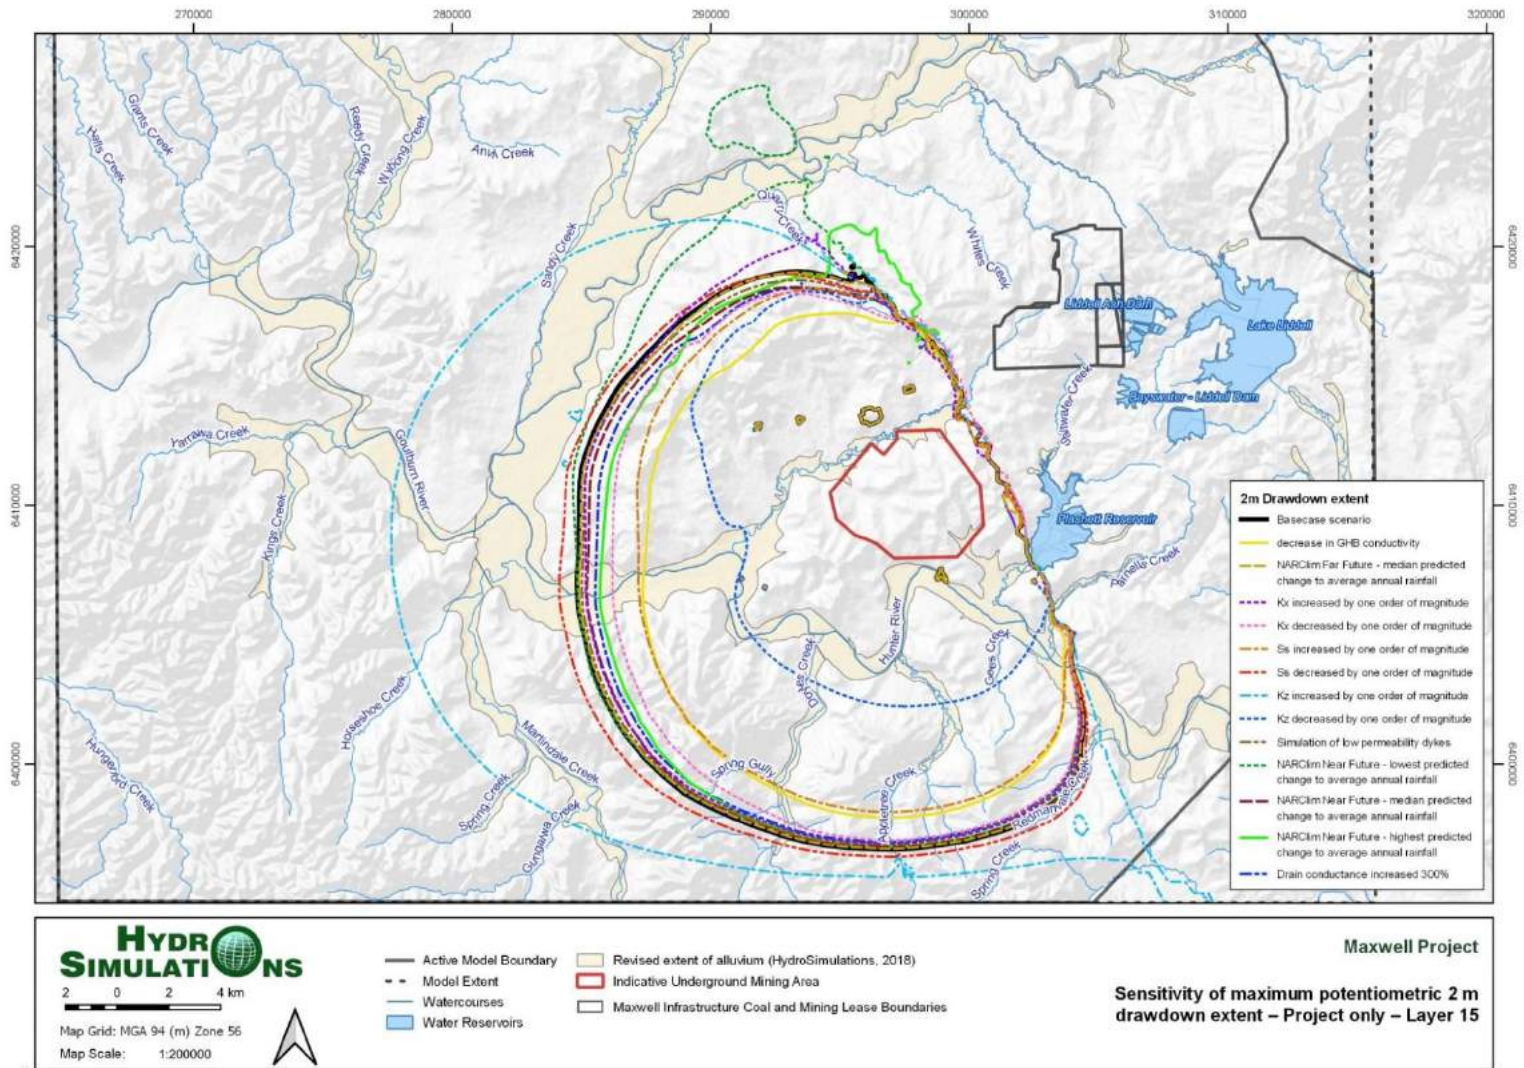 270000
280000
290000
300000
310000
320000
6420000
6420000
6410000
6410000
6400000
6400000
Halls Creek
Giants Creek
Reedy Creek
Wybong Creek
Sandy Creek
Quarry Creek
Whites Creek
Liddell Ash Dam
Lake Liddell
Bayswater - Liddell Dam
Saltwater Creek
Yarrawa Creek
Goulburn River
Kings Creek
Plashett Reservoir
Parnells Creek
Hunter River
Gees Creek
Doyles Creek
Horseshoe Creek
Martindale Creek
Hungerford Creek
Spring Creek
Gungawa Creek
Spring Gully
Appletree Creek
Redmanvale Creek
Spring Creek
2m Drawdown extent
Basecase scenario
decrease in GHB conductivity
NARClim Far Future - median predicted
change to average annual rainfall
Kx increased by one order of magnitude
Kx decreased by one order of magnitude
Ss increased by one order of magnitude
Ss decreased by one order of magnitude
Kz increased by one order of magnitude
Kz decreased by one order of magnitude
Simulation of low permeability dykes
NARClim Near Future - lowest predicted
change to average annual rainfall
NARClim Near Future - median predicted
change to average annual rainfall
NARClim Near Future - highest predicted
change to average annual rainfall
Drain conductance increased 300%
HYDRO
SIMULATIONS
2 0 2 4 km
Map Grid: MGA 94 (m) Zone 56
Map Scale: 1:200000
Active Model Boundary
Model Extent
Watercourses
Water Reservoirs
Revised extent of alluvium (HydroSimulations, 2018)
Indicative Underground Mining Area
Maxwell Infrastructure Coal and Mining Lease Boundaries
Maxwell Project
Sensitivity of maximum potentiometric 2 m
drawdown extent – Project only – Layer 15